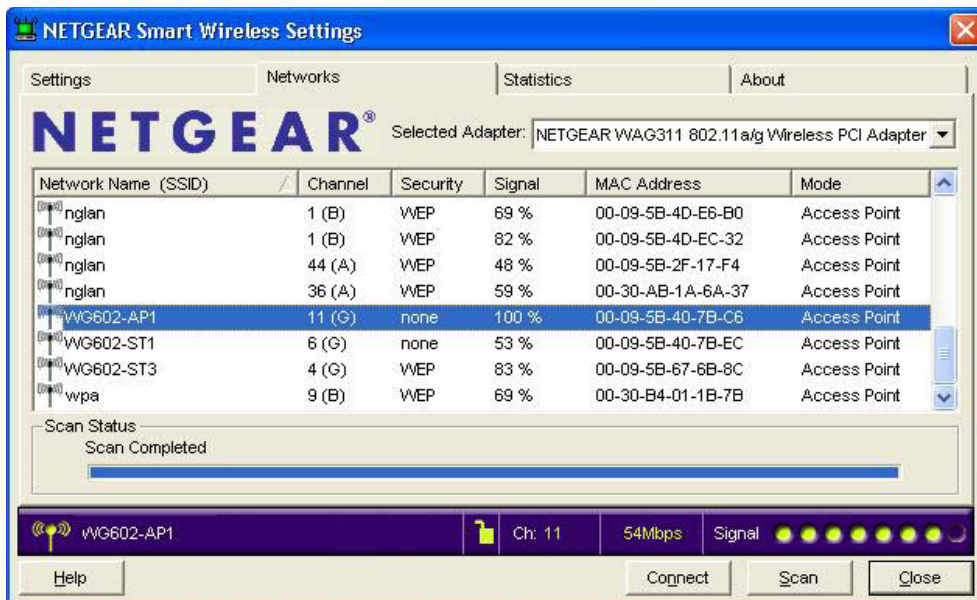 NETGEAR Smart Wireless Settings
Settings Networks Statistics About
NETGEAR® Selected Adapter: NETGEAR WAG311 802.11a/g Wireless PCI Adapter
Network Name (SSID) Channel Security Signal MAC Address Mode
nglan 1 (B) WEP 69 % 00-09-5B-4D-E6-B0 Access Point
nglan 1 (B) WEP 82 % 00-09-5B-4D-EC-32 Access Point
nglan 44 (A) WEP 48 % 00-09-5B-2F-17-F4 Access Point
nglan 36 (A) WEP 59 % 00-30-AB-1A-6A-37 Access Point
WG602-AP1 11 (G) none 100 % 00-09-5B-40-7B-C6 Access Point
WG602-ST1 6 (G) none 53 % 00-09-5B-40-7B-EC Access Point
WG602-ST3 4 (G) WEP 83 % 00-09-5B-67-6B-8C Access Point
wpa 9 (B) WEP 69 % 00-30-B4-01-1B-7B Access Point
Scan Status
Scan Completed
WG602-AP1 Ch: 11 54Mbps Signal
Help Connect Scan Close